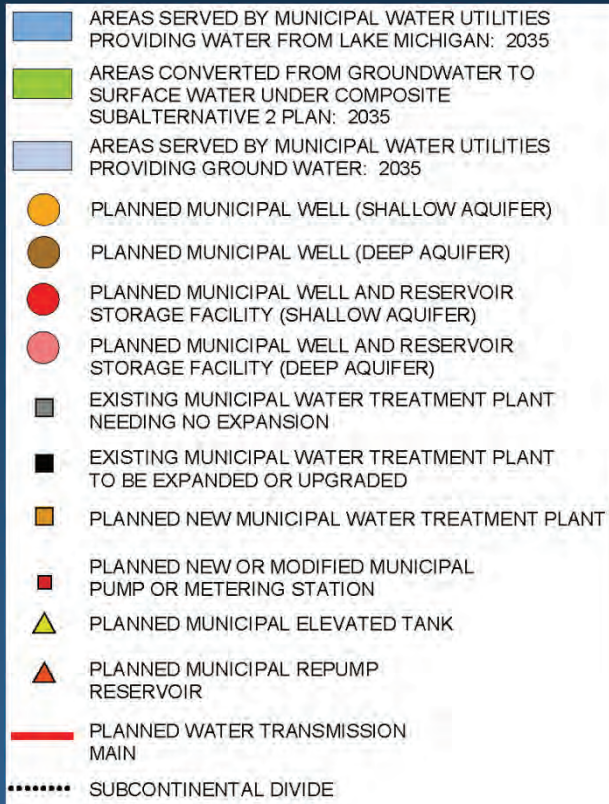 AREAS SERVED BY MUNICIPAL WATER UTILITIES
PROVIDING WATER FROM LAKE MICHIGAN: 2035
AREAS CONVERTED FROM GROUNDWATER TO
SURFACE WATER UNDER COMPOSITE
SUBALTERNATIVE 2 PLAN: 2035
AREAS SERVED BY MUNICIPAL WATER UTILITIES
PROVIDING GROUND WATER: 2035
PLANNED MUNICIPAL WELL (SHALLOW AQUIFER)
PLANNED MUNICIPAL WELL (DEEP AQUIFER)
PLANNED MUNICIPAL WELL AND RESERVOIR
STORAGE FACILITY (SHALLOW AQUIFER)
PLANNED MUNICIPAL WELL AND RESERVOIR
STORAGE FACILITY (DEEP AQUIFER)
EXISTING MUNICIPAL WATER TREATMENT PLANT
NEEDING NO EXPANSION
EXISTING MUNICIPAL WATER TREATMENT PLANT
TO BE EXPANDED OR UPGRADED
PLANNED NEW MUNICIPAL WATER TREATMENT PLANT
PLANNED NEW OR MODIFIED MUNICIPAL
PUMP OR METERING STATION
PLANNED MUNICIPAL ELEVATED TANK
PLANNED MUNICIPAL REPUMP
RESERVOIR
PLANNED WATER TRANSMISSION
MAIN
SUBCONTINENTAL DIVIDE